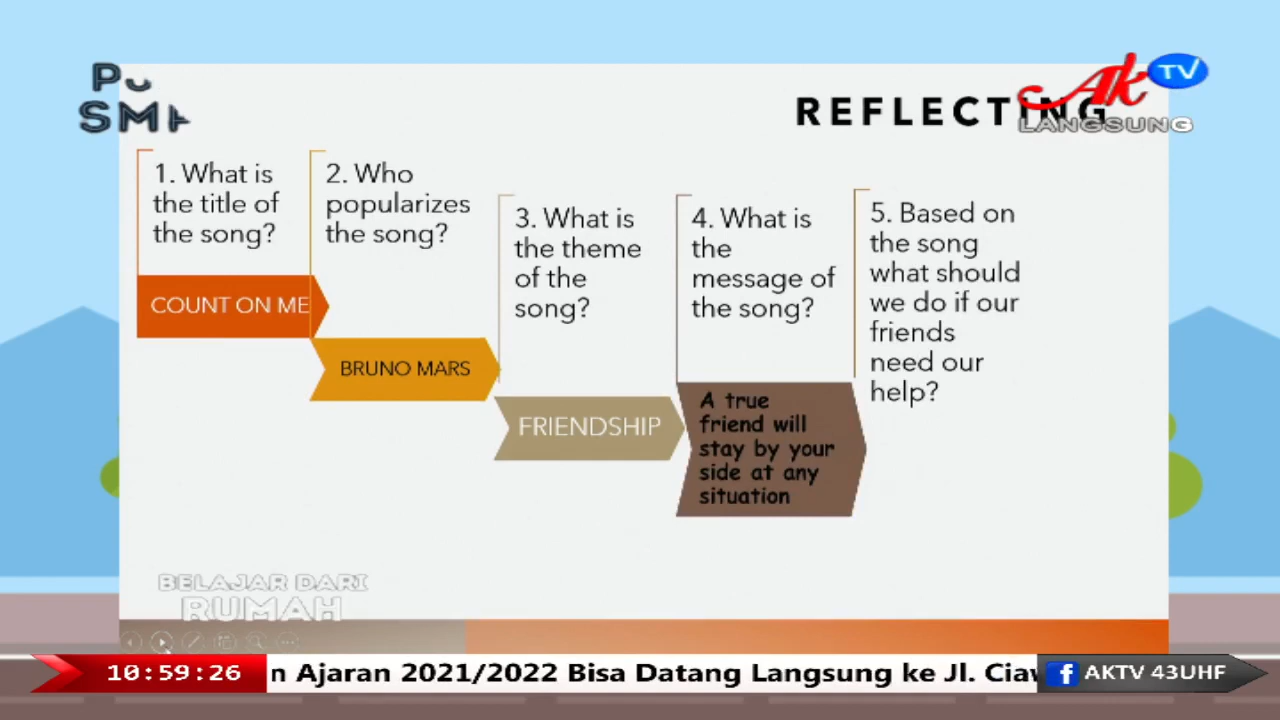 SMA
REFLECTING
Ak TV
LANGSUNG
1. What is
the title of
the song?
COUNT ON ME
2. Who
popularizes
the song?
BRUNO MARS
3. What is
the theme
of the
song?
FRIENDSHIP
4. What is
the
message of
the song?
A true
friend will
stay by your
side at any
situation
5. Based on
the song
what should
we do if our
friends
need our
help?
BELAJAR DARI
RUMAH
10:59:26
n Ajaran 2021/2022 Bisa Datang Langsung ke Jl. Ciaw
AKTV 43UHF